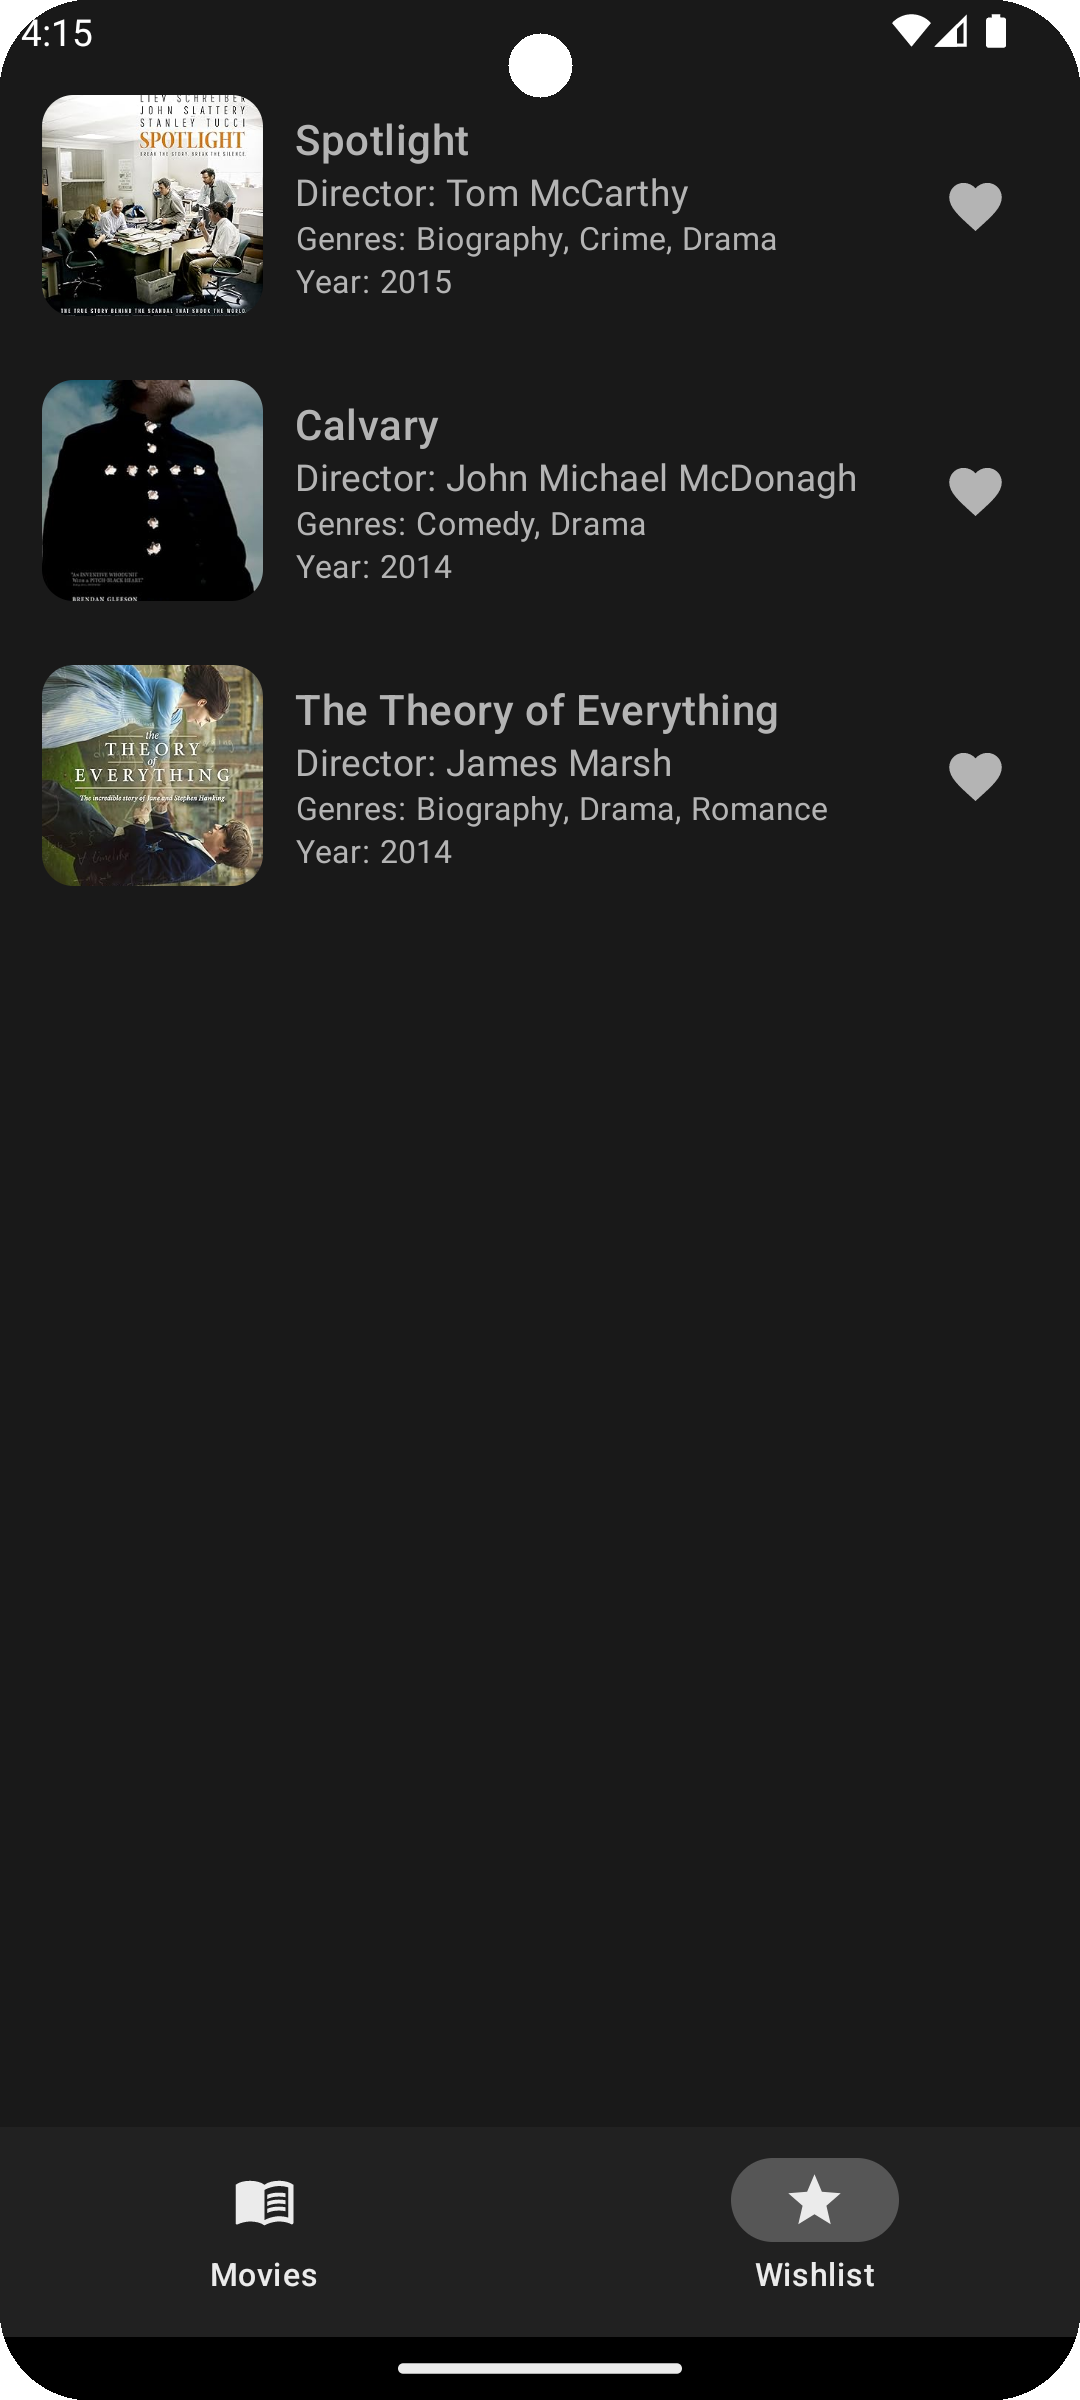 4:15
LIEV SCHREIBER
JOHN SLATTERY
STANLEY TUCCI
SPOTLIGHT
BREAK THE STORY. BREAK THE SILENCE.
THE TRUE STORY BEHIND THE SCANDAL THAT SHOOK THE WORLD
Spotlight
Director: Tom McCarthy
Genres: Biography, Crime, Drama
Year: 2015
"AN INVENTIVE WHODUNIT
WITH A PITCH-BLACK HEART"
BRENDAN GLEESON
Calvary
Director: John Michael McDonagh
Genres: Comedy, Drama
Year: 2014
the
THEORY
of
EVERYTHING
The incredible story of Jane and Stephen Hawking
The Theory of Everything
Director: James Marsh
Genres: Biography, Drama, Romance
Year: 2014
Movies
Wishlist